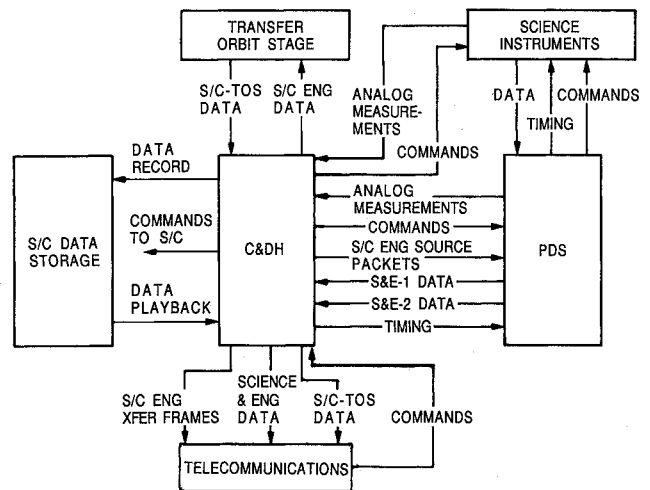 TRANSFER
ORBIT STAGE
SCIENCE
INSTRUMENTS
S/C-TOS
DATA
S/C ENG
DATA
ANALOG
MEASURE-
MENTS
DATA
TIMING
COMMANDS
DATA
RECORD
COMMANDS
ANALOG
MEASUREMENTS
COMMANDS
TO S/C
COMMANDS
S/C DATA
STORAGE
C&DH
S/C ENG SOURCE
PACKETS
PDS
S&E-1 DATA
DATA
PLAYBACK
S&E-2 DATA
TIMING
S/C ENG
XFER FRAMES
SCIENCE
& ENG
DATA
S/C-TOS
DATA
COMMANDS
TELECOMMUNICATIONS